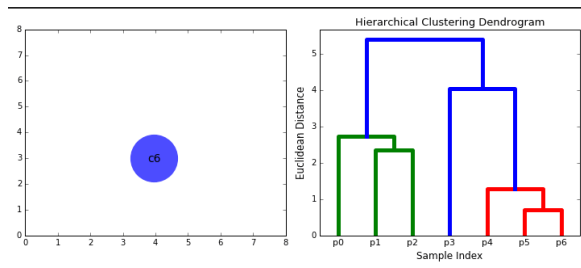 8
7
6
5
4
3
2
1
0
c6
0 1 2 3 4 5 6 7 8
Hierarchical Clustering Dendrogram
Euclidean Distance
5
4
3
2
1
0
p0 p1 p2 p3 p4 p5 p6
Sample Index